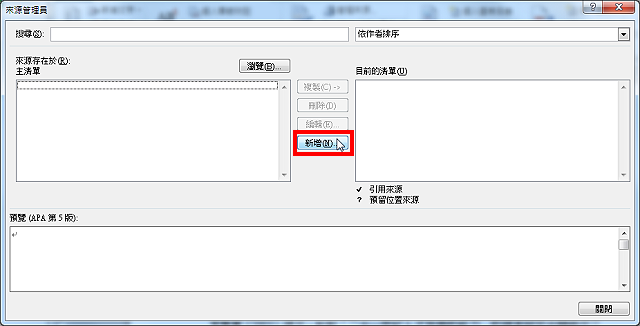 來源管理員
搜尋(S):
依作者排序
來源存在於(R):
主清單
瀏覽(B)...
目前的清單(U)
複製(C) ->
刪除(D)
編輯(E)...
新增(N)...
✓ 引用來源
? 預留位置來源
預覽 (APA 第 5 版):
關閉